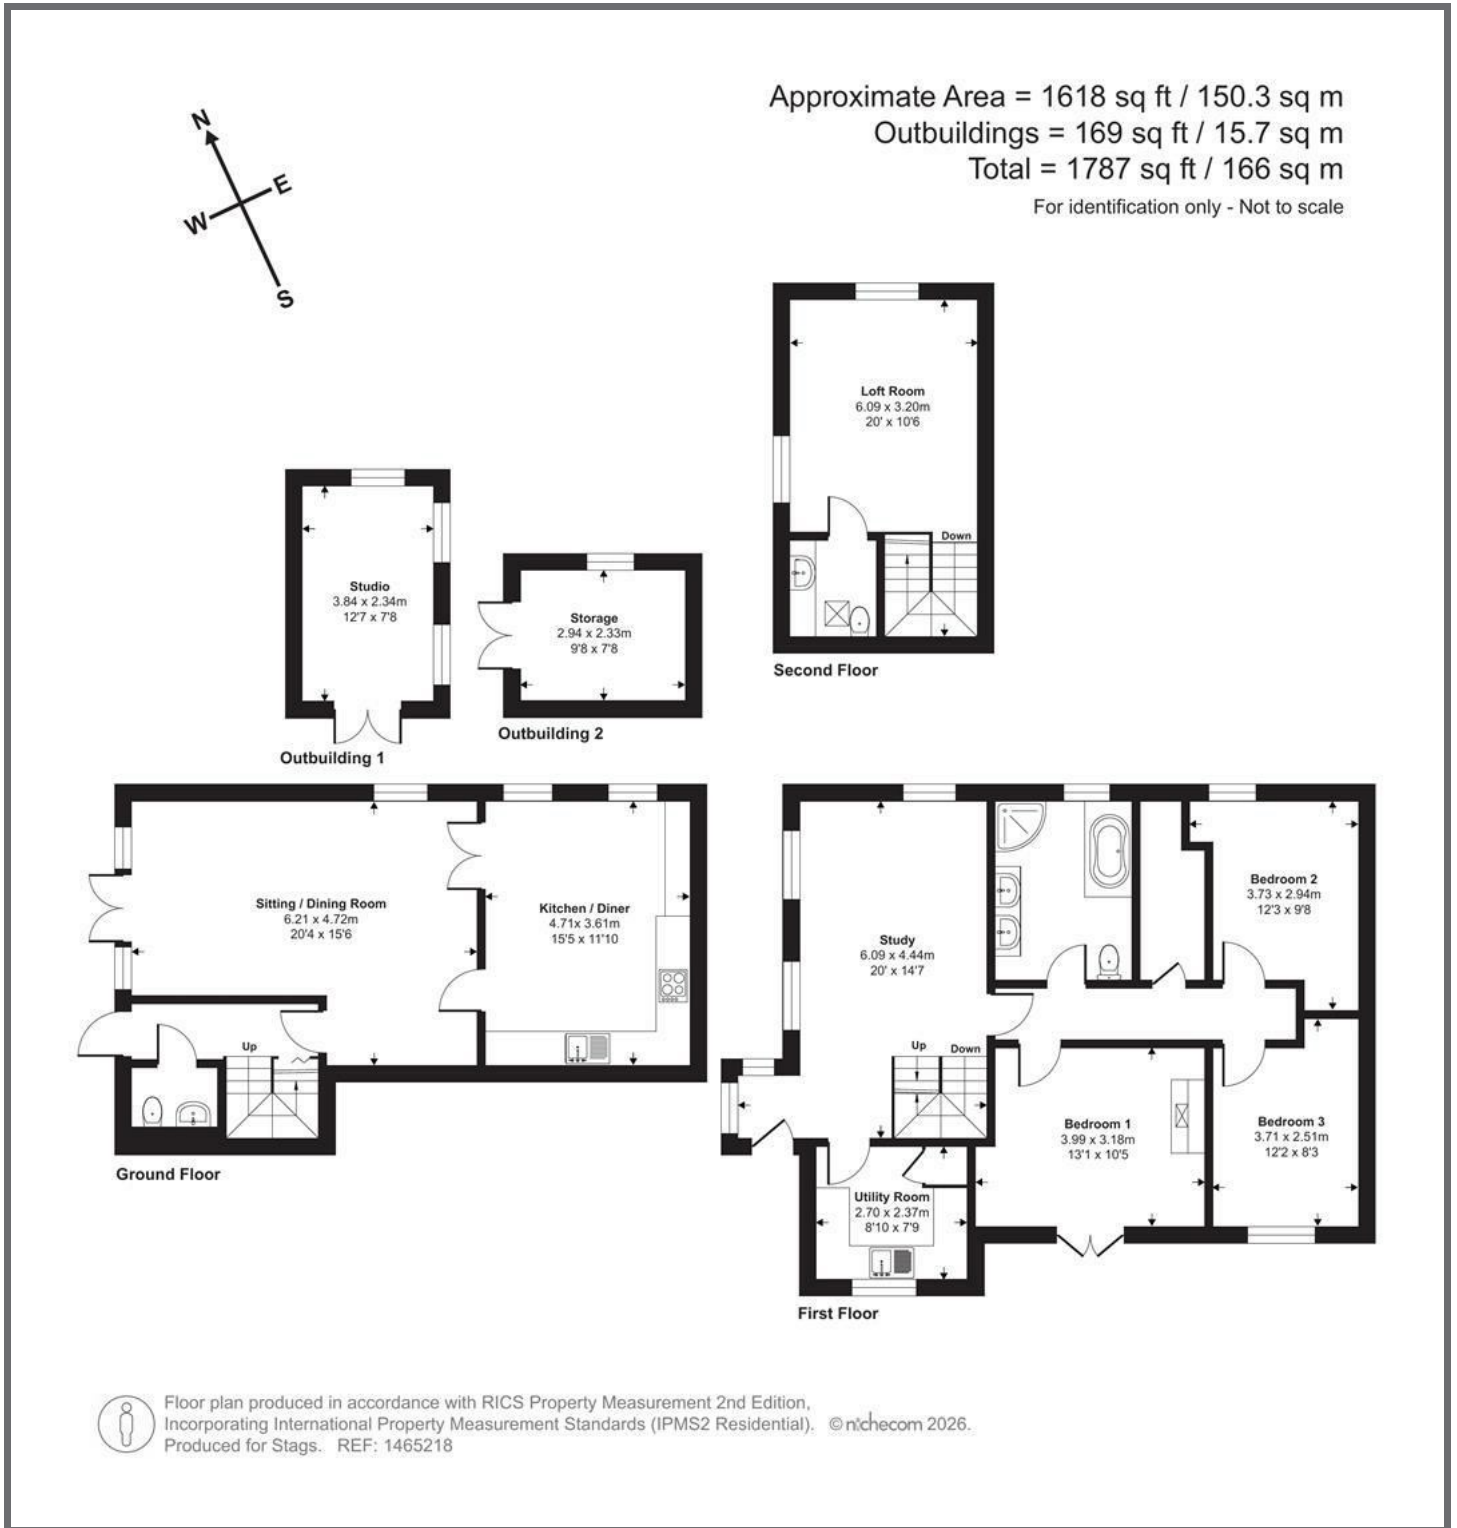 Approximate Area = 1618 sq ft / 150.3 sq m
Outbuildings = 169 sq ft / 15.7 sq m
Total = 1787 sq ft / 166 sq m
For identification only - Not to scale
N
E
W
S
Loft Room
6.09 x 3.20m
20' x 10'6
Down
Second Floor
Studio
3.84 x 2.34m
12'7 x 7'8
Outbuilding 1
Storage
2.94 x 2.33m
9'8 x 7'8
Outbuilding 2
Sitting / Dining Room
6.21 x 4.72m
20'4 x 15'6
Kitchen / Diner
4.71x 3.61m
15'5 x 11'10
Up
Ground Floor
Study
6.09 x 4.44m
20' x 14'7
Bedroom 2
3.73 x 2.94m
12'3 x 9'8
Up
Down
Bedroom 1
3.99 x 3.18m
13'1 x 10'5
Bedroom 3
3.71 x 2.51m
12'2 x 8'3
Utility Room
2.70 x 2.37m
8'10 x 7'9
First Floor
Floor plan produced in accordance with RICS Property Measurement 2nd Edition,
Incorporating International Property Measurement Standards (IPMS2 Residential). © nichecom 2026.
Produced for Stags. REF: 1465218